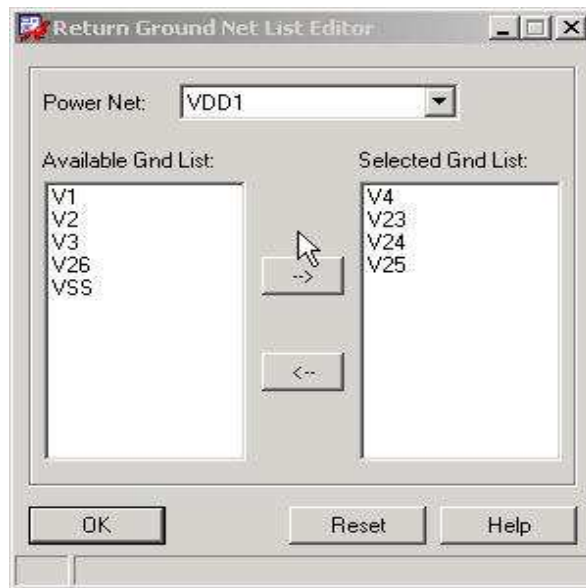 Return Ground Net List Editor
Power Net: VDD1
Available Gnd List:
V1
V2
V3
V26
VSS
-->
<--
Selected Gnd List:
V4
V23
V24
V25
OK
Reset
Help